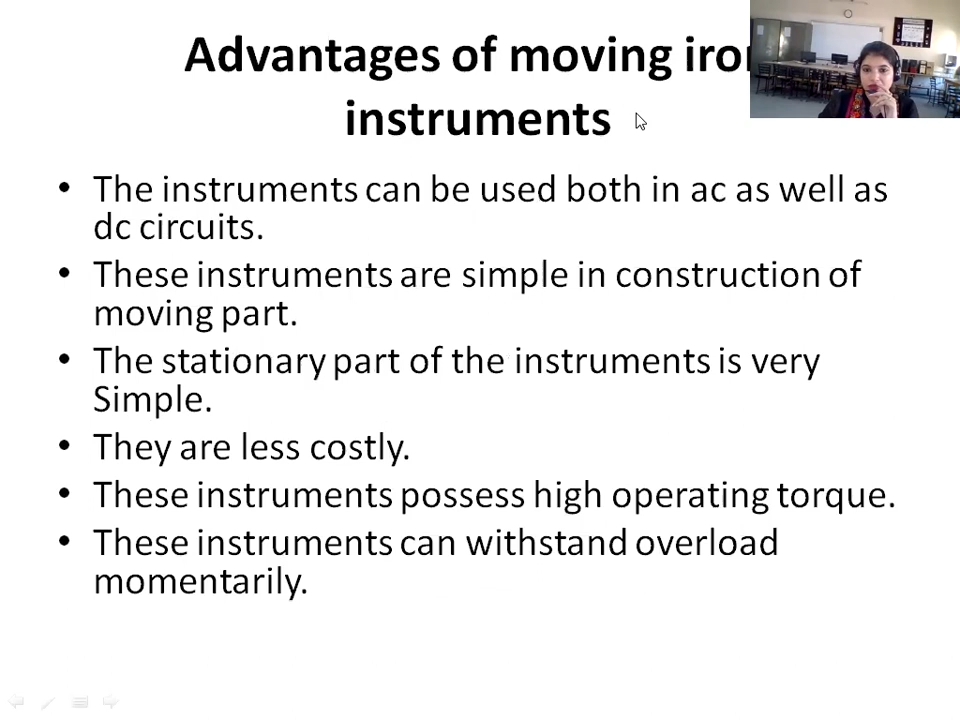 Advantages of moving iron
instruments
• The instruments can be used both in ac as well as
dc circuits.
• These instruments are simple in construction of
moving part.
• The stationary part of the instruments is very
Simple.
• They are less costly.
• These instruments possess high operating torque.
• These instruments can withstand overload
momentarily.